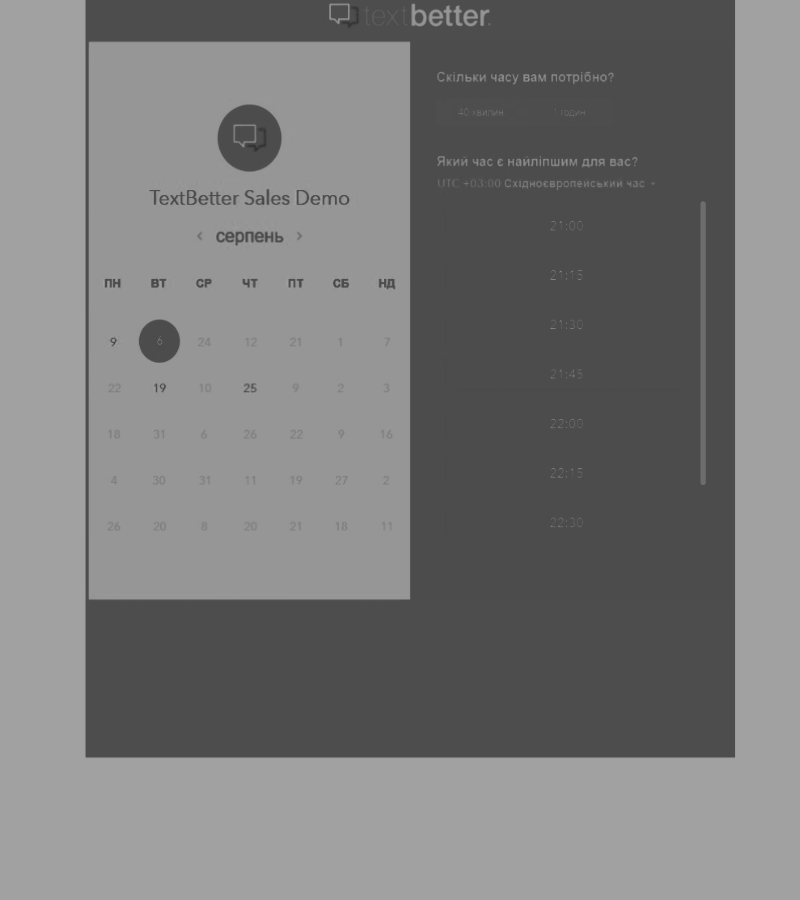 textbetter.
TextBetter Sales Demo
‹ серпень ›
ПН ВТ СР ЧТ ПТ СБ НД
9 6 24 12 21 1 7
22 19 10 25 9 2 3
18 31 6 26 22 9 16
4 30 31 11 19 27 2
26 20 8 20 21 18 11
Скільки часу вам потрібно?
40 хвилин 1 годин
Який час є найліпшим для вас?
UTC +03:00 Східноєвропейський час
21:00
21:15
21:30
21:45
22:00
22:15
22:30